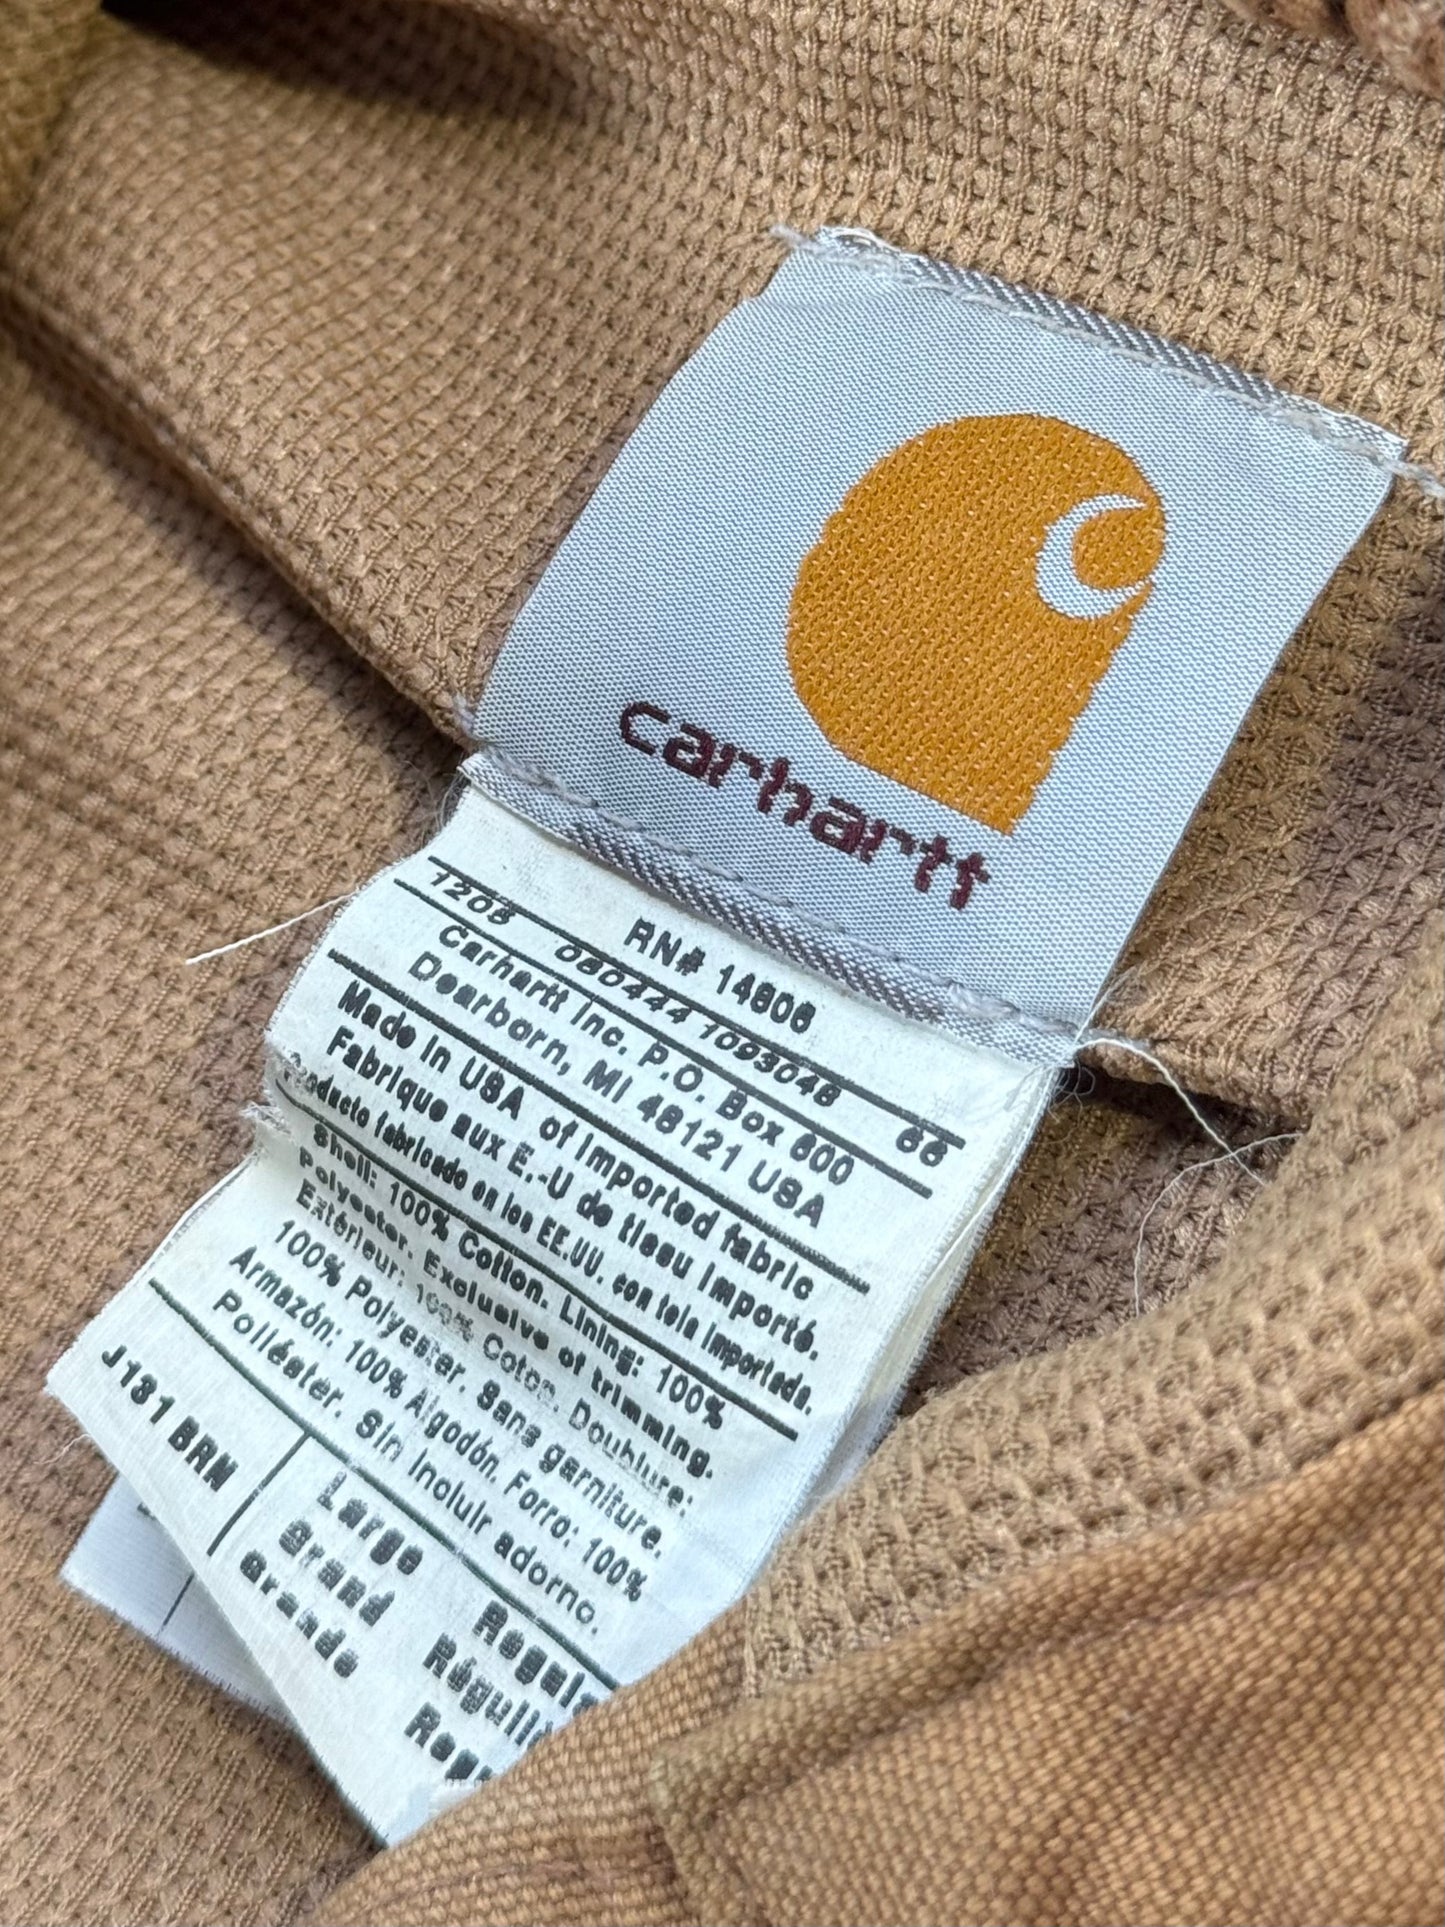 carhartt
RN# 14806
1205 080444 1093048 66
Carhartt Inc. P.O. Box 600
Dearborn, MI 48121 USA
Made in USA of imported fabric
Fabriqué aux E.-U de tissu importé.
Producto fabricado en los EE.UU. con tela importada.
Shell: 100% Cotton. Lining: 100%
Polyester. Exclusive of trimming.
Extérieur: 100% Coton. Doublure:
100% Polyester. Sans garniture.
Armazón: 100% Algodón. Forro: 100%
Poliéster. Sin incluir adorno.
J131 BRN
Large
Grand
Grande